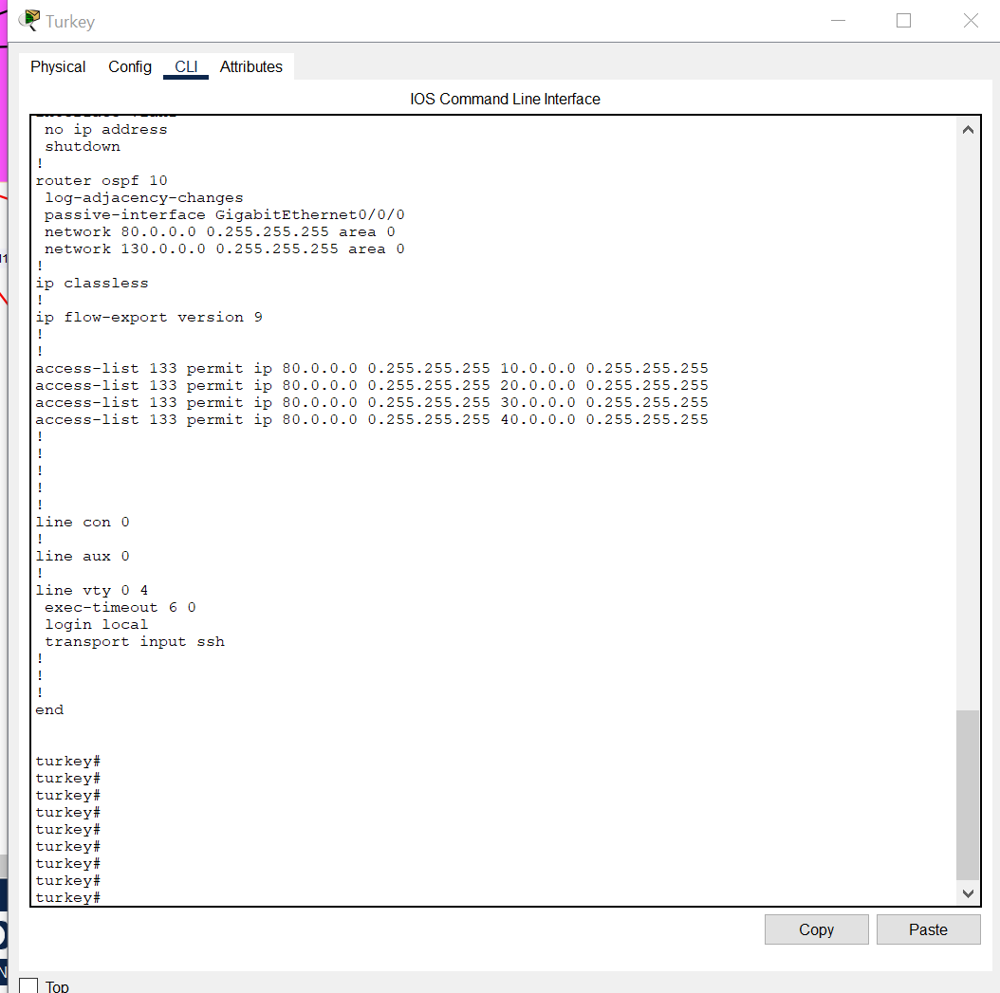 Turkey
Physical Config CLI Attributes
IOS Command Line Interface
no ip address
shutdown
!
router ospf 10
log-adjacency-changes
passive-interface GigabitEthernet0/0/0
network 80.0.0.0 0.255.255.255 area 0
network 130.0.0.0 0.255.255.255 area 0
!
ip classless
!
ip flow-export version 9
!
!
access-list 133 permit ip 80.0.0.0 0.255.255.255 10.0.0.0 0.255.255.255
access-list 133 permit ip 80.0.0.0 0.255.255.255 20.0.0.0 0.255.255.255
access-list 133 permit ip 80.0.0.0 0.255.255.255 30.0.0.0 0.255.255.255
access-list 133 permit ip 80.0.0.0 0.255.255.255 40.0.0.0 0.255.255.255
!
!
!
!
!
line con 0
!
line aux 0
!
line vty 0 4
exec-timeout 6 0
login local
transport input ssh
!
!
!
end
turkey#
turkey#
turkey#
turkey#
turkey#
turkey#
turkey#
turkey#
turkey#
Copy Paste
Top